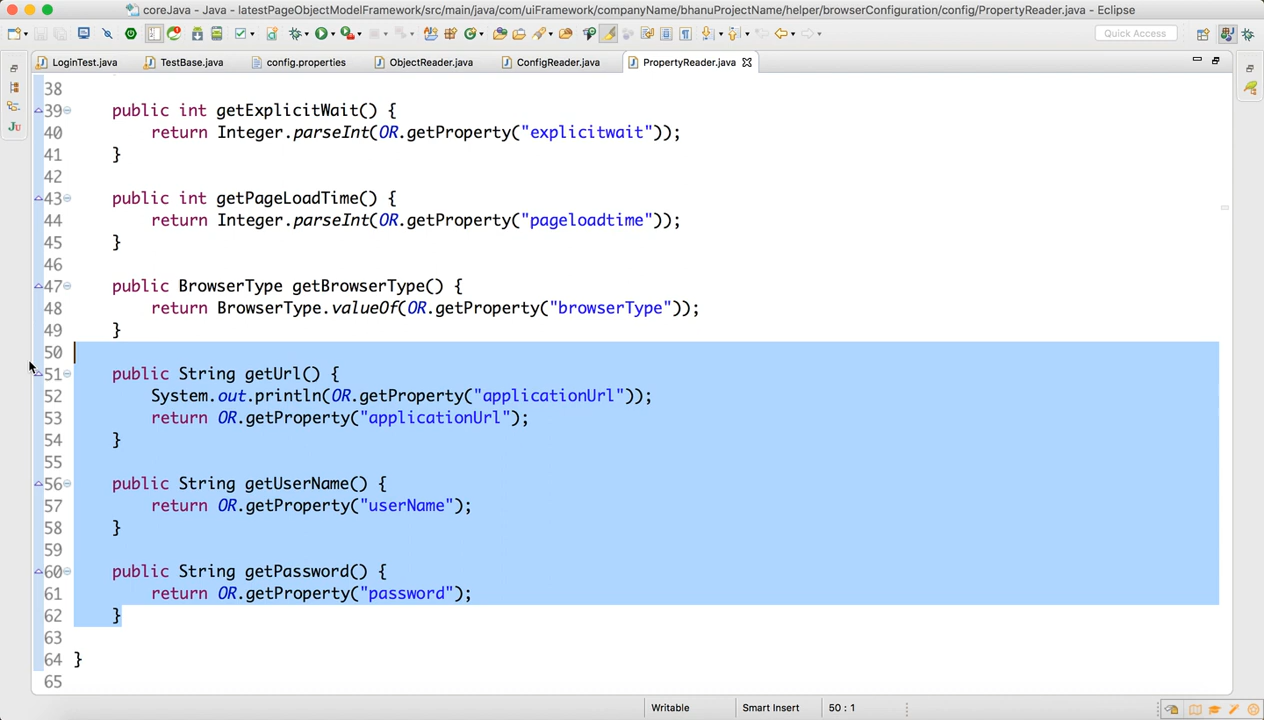 coreJava - Java - latestPageObjectModelFramework/src/main/java/com/uiFramework/companyName/bhanuProjectName/helper/browserConfiguration/config/PropertyReader.java - Eclipse
Quick Access
LoginTest.java TestBase.java config.properties ObjectReader.java ConfigReader.java PropertyReader.java
38
39 public int getExplicitWait() {
40 return Integer.parseInt(OR.getProperty("explicitwait"));
41 }
42
43 public int getPageLoadTime() {
44 return Integer.parseInt(OR.getProperty("pageloadtime"));
45 }
46
47 public BrowserType getBrowserType() {
48 return BrowserType.valueOf(OR.getProperty("browserType"));
49 }
50
51 public String getUrl() {
52 System.out.println(OR.getProperty("applicationUrl"));
53 return OR.getProperty("applicationUrl");
54 }
55
56 public String getUserName() {
57 return OR.getProperty("userName");
58 }
59
60 public String getPassword() {
61 return OR.getProperty("password");
62 }
63
64 }
65
Writable Smart Insert 50 : 1